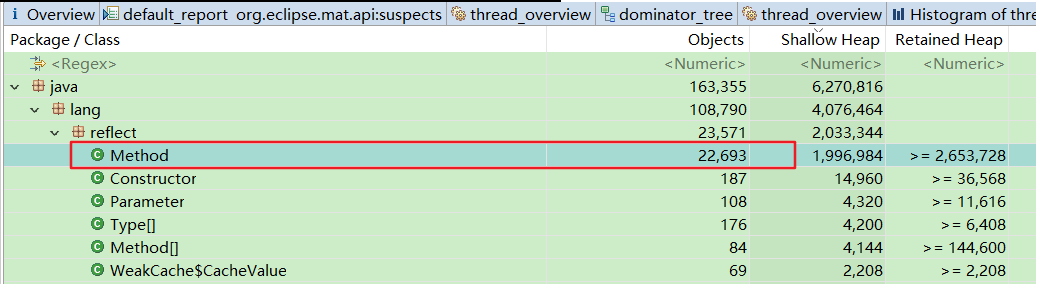 i Overview default_report org.eclipse.mat.api:suspects thread_overview dominator_tree thread_overview Histogram of thre
Package / Class Objects Shallow Heap Retained Heap
<Regex> <Numeric> <Numeric> <Numeric>
java 163,355 6,270,816
lang 108,790 4,076,464
reflect 23,571 2,033,344
Method 22,693 1,996,984 >= 2,653,728
Constructor 187 14,960 >= 36,568
Parameter 108 4,320 >= 11,616
Type[] 176 4,200 >= 6,408
Method[] 84 4,144 >= 144,600
WeakCache$CacheValue 69 2,208 >= 2,208